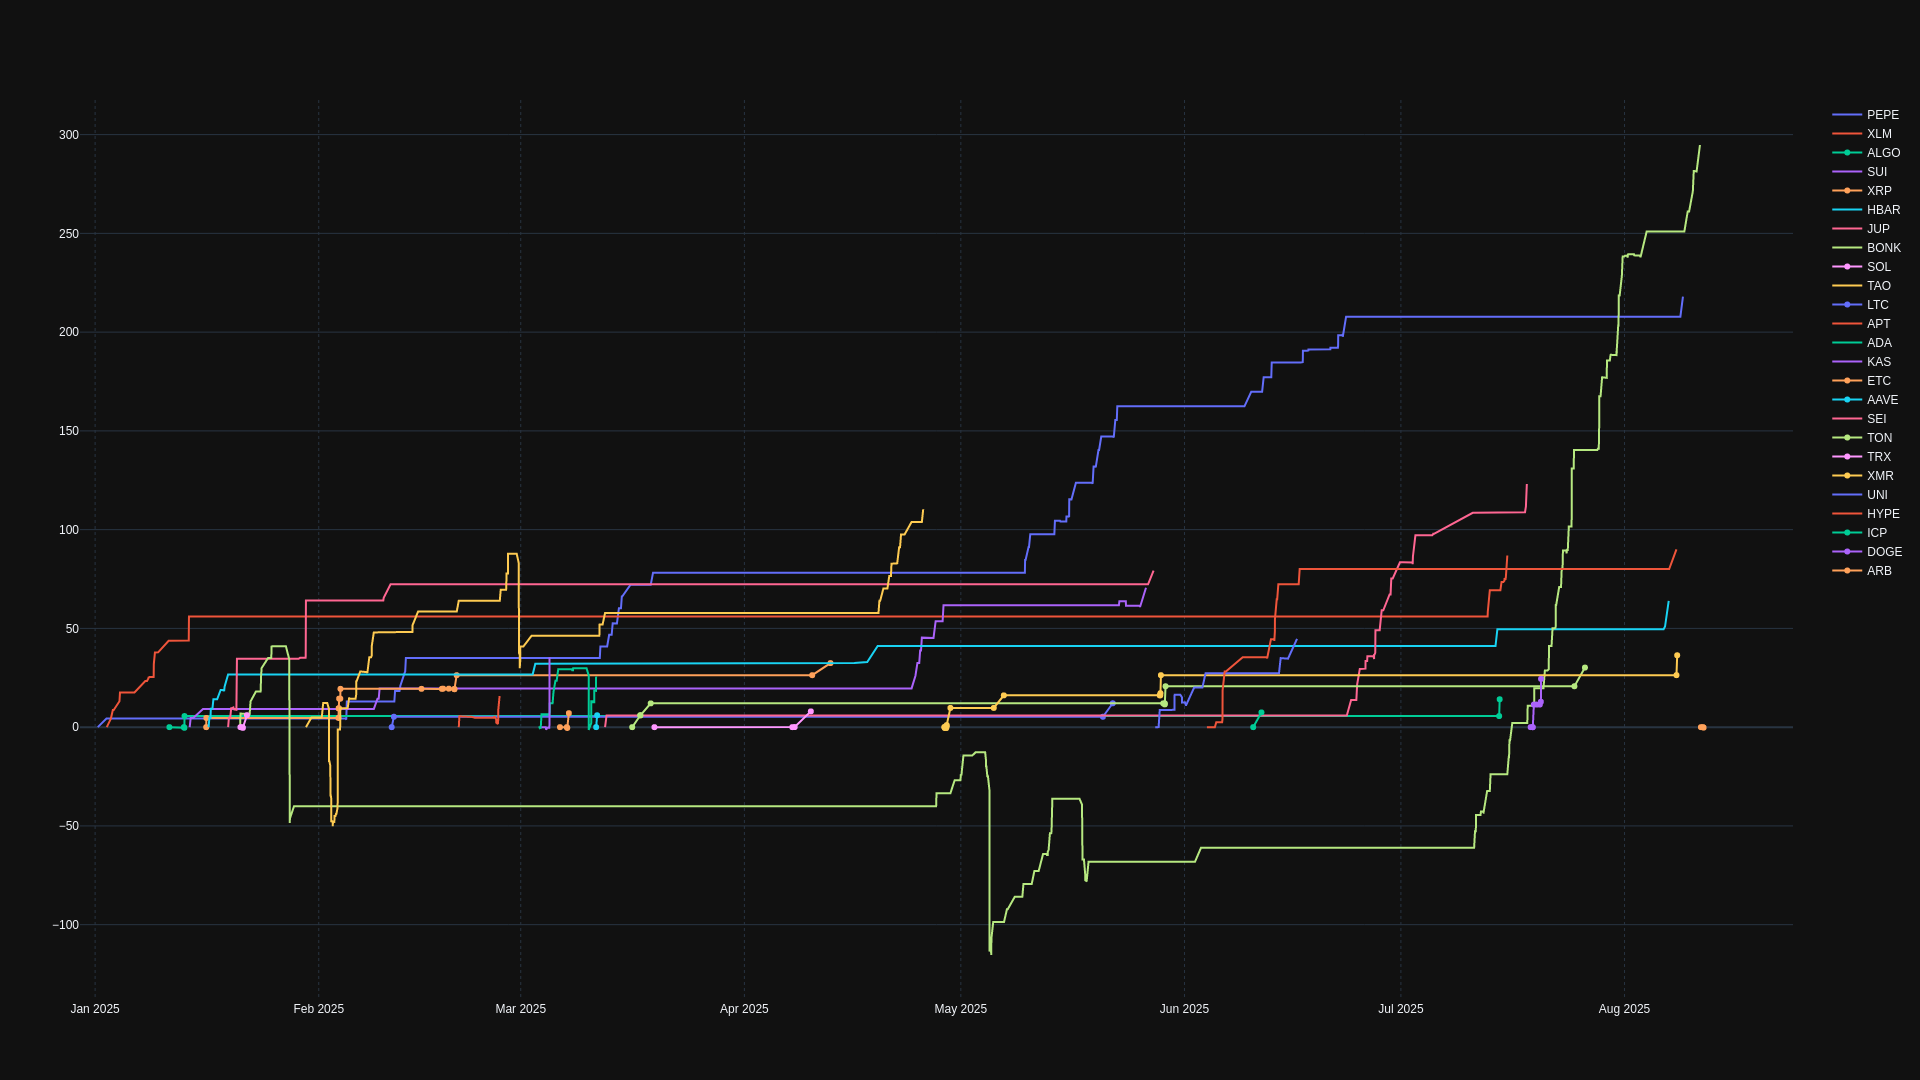 300
250
200
150
100
50
0
−50
−100
Jan 2025
Feb 2025
Mar 2025
Apr 2025
May 2025
Jun 2025
Jul 2025
Aug 2025
PEPE
XLM
ALGO
SUI
XRP
HBAR
JUP
BONK
SOL
TAO
LTC
APT
ADA
KAS
ETC
AAVE
SEI
TON
TRX
XMR
UNI
HYPE
ICP
DOGE
ARB